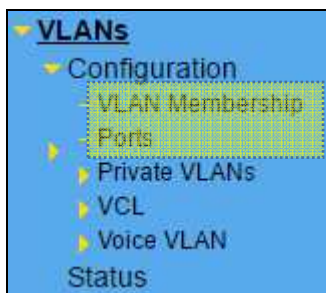 VLANs
Configuration
VLAN Membership
Ports
Private VLANs
VCL
Voice VLAN
Status